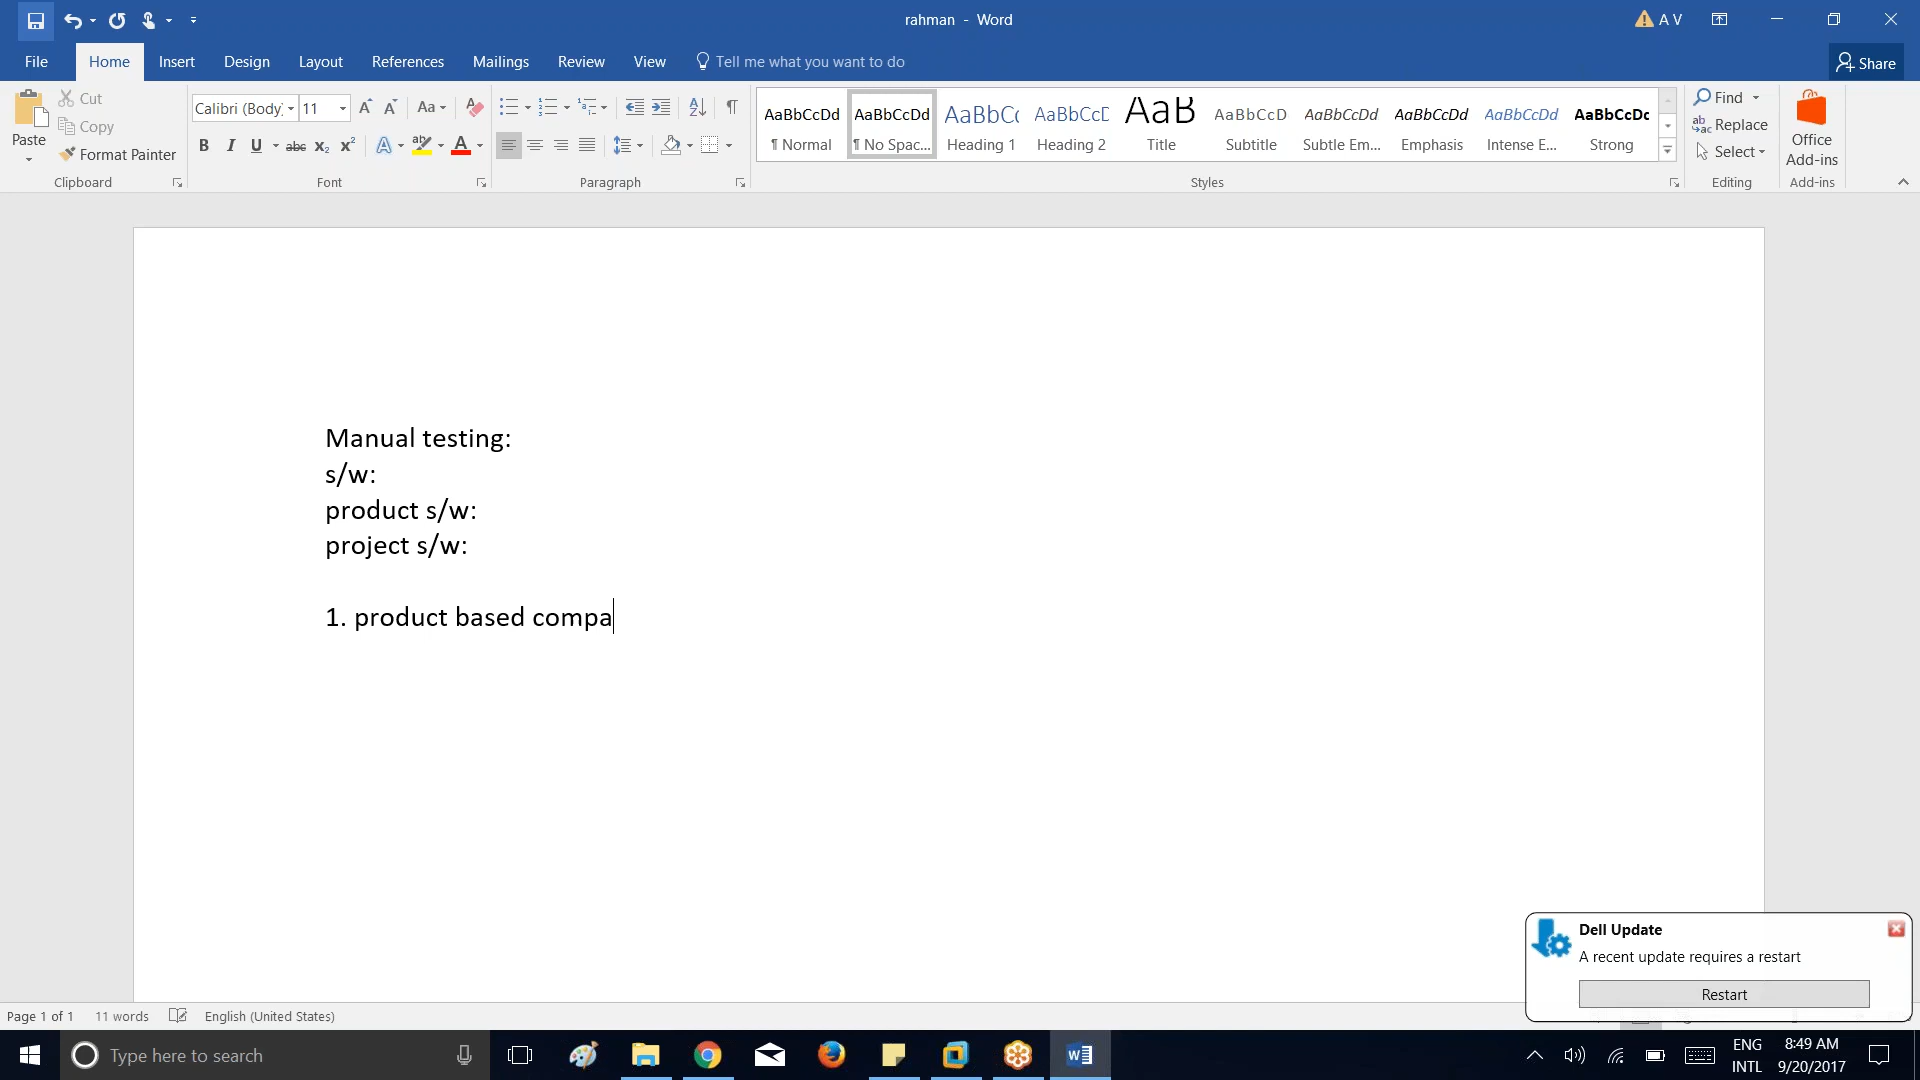 rahman - Word
A V
File Home Insert Design Layout References Mailings Review View Tell me what you want to do Share
Paste
Cut
Copy
Format Painter
Clipboard
Calibri (Body) 11
Font
Paragraph
AaBbCcDd AaBbCcDd AaBbCc AaBbCcD AaB AaBbCcD AaBbCcDd AaBbCcDd AaBbCcDd AaBbCcDc
¶ Normal ¶ No Spac... Heading 1 Heading 2 Title Subtitle Subtle Em... Emphasis Intense E... Strong
Styles
Find
Replace
Select
Editing
Office
Add-ins
Add-ins
Manual testing:
s/w:
product s/w:
project s/w:
1. product based compa
Dell Update
A recent update requires a restart
Restart
Page 1 of 1 11 words English (United States)
Type here to search
ENG
INTL
8:49 AM
9/20/2017